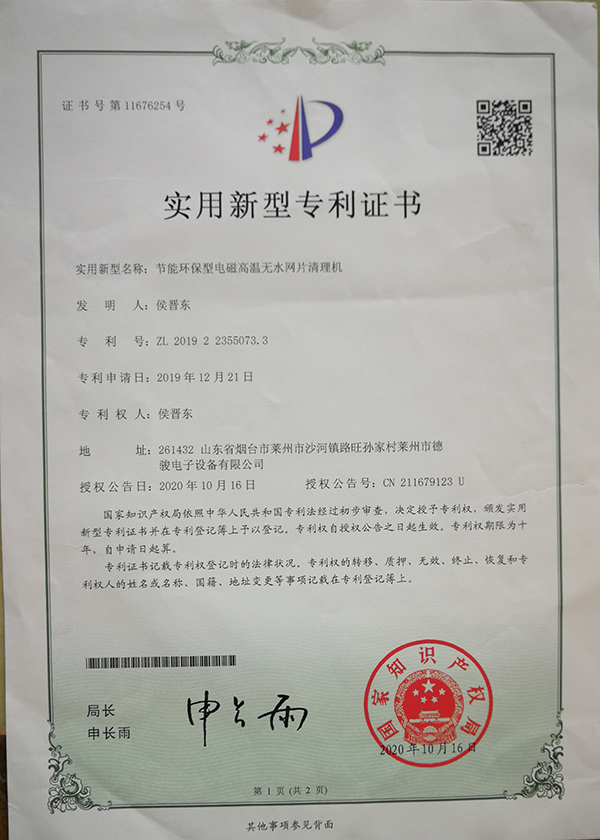 证书号第11676254号
实用新型专利证书
实用新型名称：节能环保型电磁高温无水网片清理机
发明人：侯晋东
专利号：ZL 2019 2 2355073.3
专利申请日：2019年12月21日
专利权人：侯晋东
地址：261432 山东省烟台市莱州市沙河镇路旺孙家村莱州市德
骏电子设备有限公司
授权公告日：2020年10月16日 授权公告号：CN 211679123 U
国家知识产权局依照中华人民共和国专利法经过初步审查，决定授予专利权，颁发实用
新型专利证书并在专利登记簿上予以登记。专利权自授权公告之日起生效。专利权期限为十
年，自申请日起算。
专利证书记载专利权登记时的法律状况。专利权的转移、质押、无效、终止、恢复和专
利权人的姓名或名称、国籍、地址变更等事项记载在专利登记簿上。
局长
申长雨
申长雨
国家知识产权局
2020年10月16日
第 1 页 (共 2 页)
其他事项参见背面